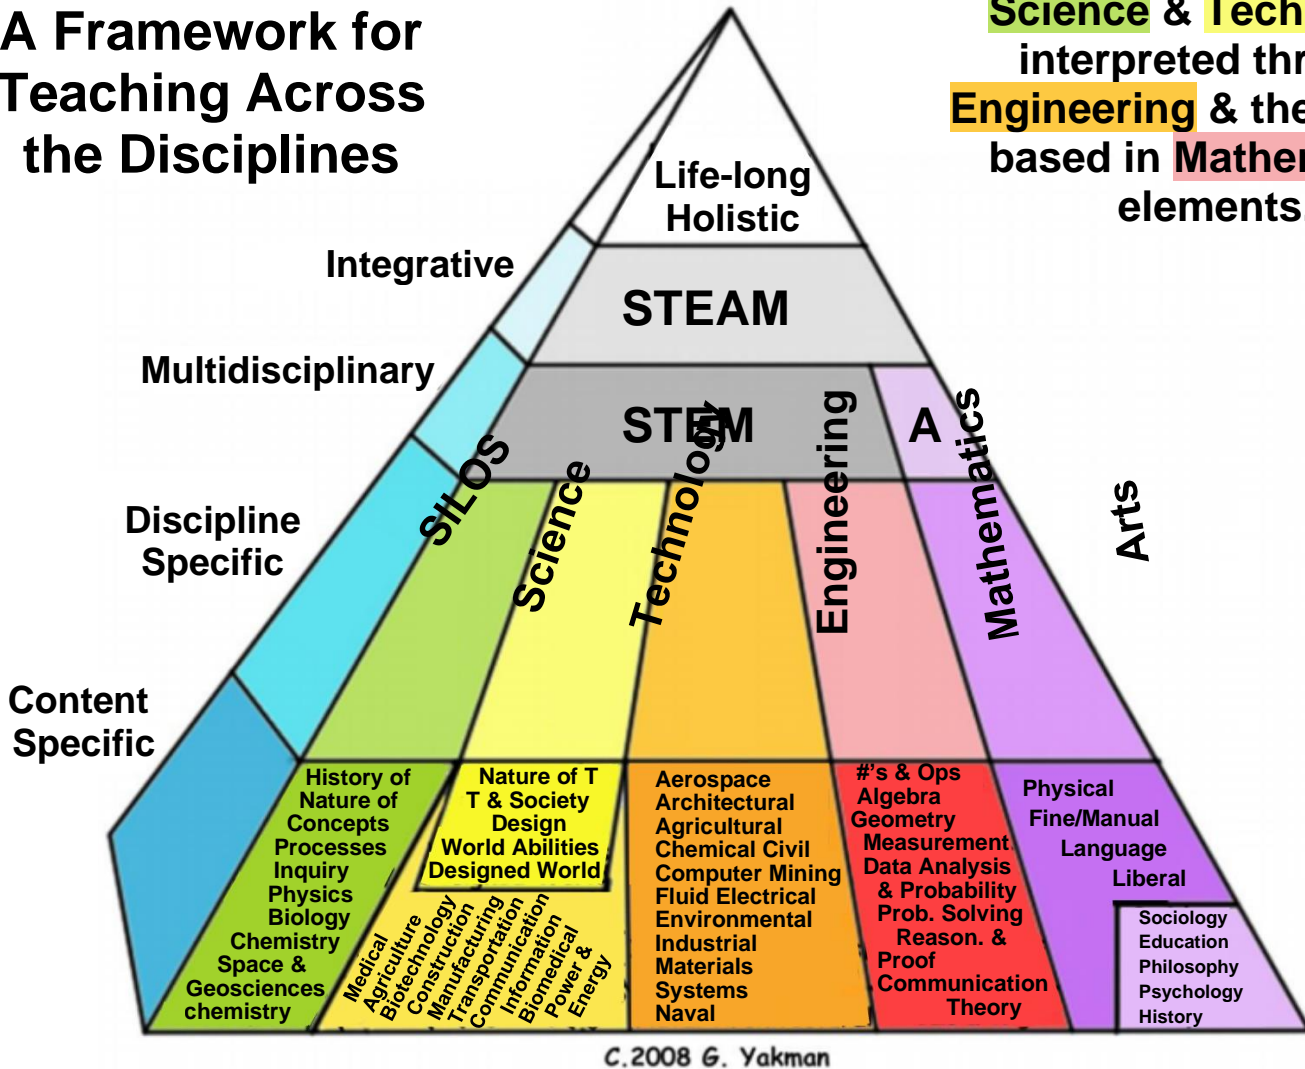 A Framework for
Teaching Across
the Disciplines
Science & Tech
interpreted thr
Engineering & the
based in Mather
elements
Life-long
Holistic
Integrative
STEAM
Multidisciplinary
STEM
A
SILOS
Science
Technology
Engineering
Mathematics
Arts
Discipline
Specific
Content
Specific
History of
Nature of
Concepts
Processes
Inquiry
Physics
Biology
Chemistry
Space &
Geosciences
chemistry
Nature of T
T & Society
Design
World Abilities
Designed World
Medical
Agriculture
Biotechnology
Construction
Manufacturing
Transportation
Communication
Information
Biomedical
Power &
Energy
Aerospace
Architectural
Agricultural
Chemical Civil
Computer Mining
Fluid Electrical
Environmental
Industrial
Materials
Systems
Naval
#'s & Ops
Algebra
Geometry
Measurement
Data Analysis
& Probability
Prob. Solving
Reason. &
Proof
Communication
Theory
Physical
Fine/Manual
Language
Liberal
Sociology
Education
Philosophy
Psychology
History
C.2008 G. Yakman